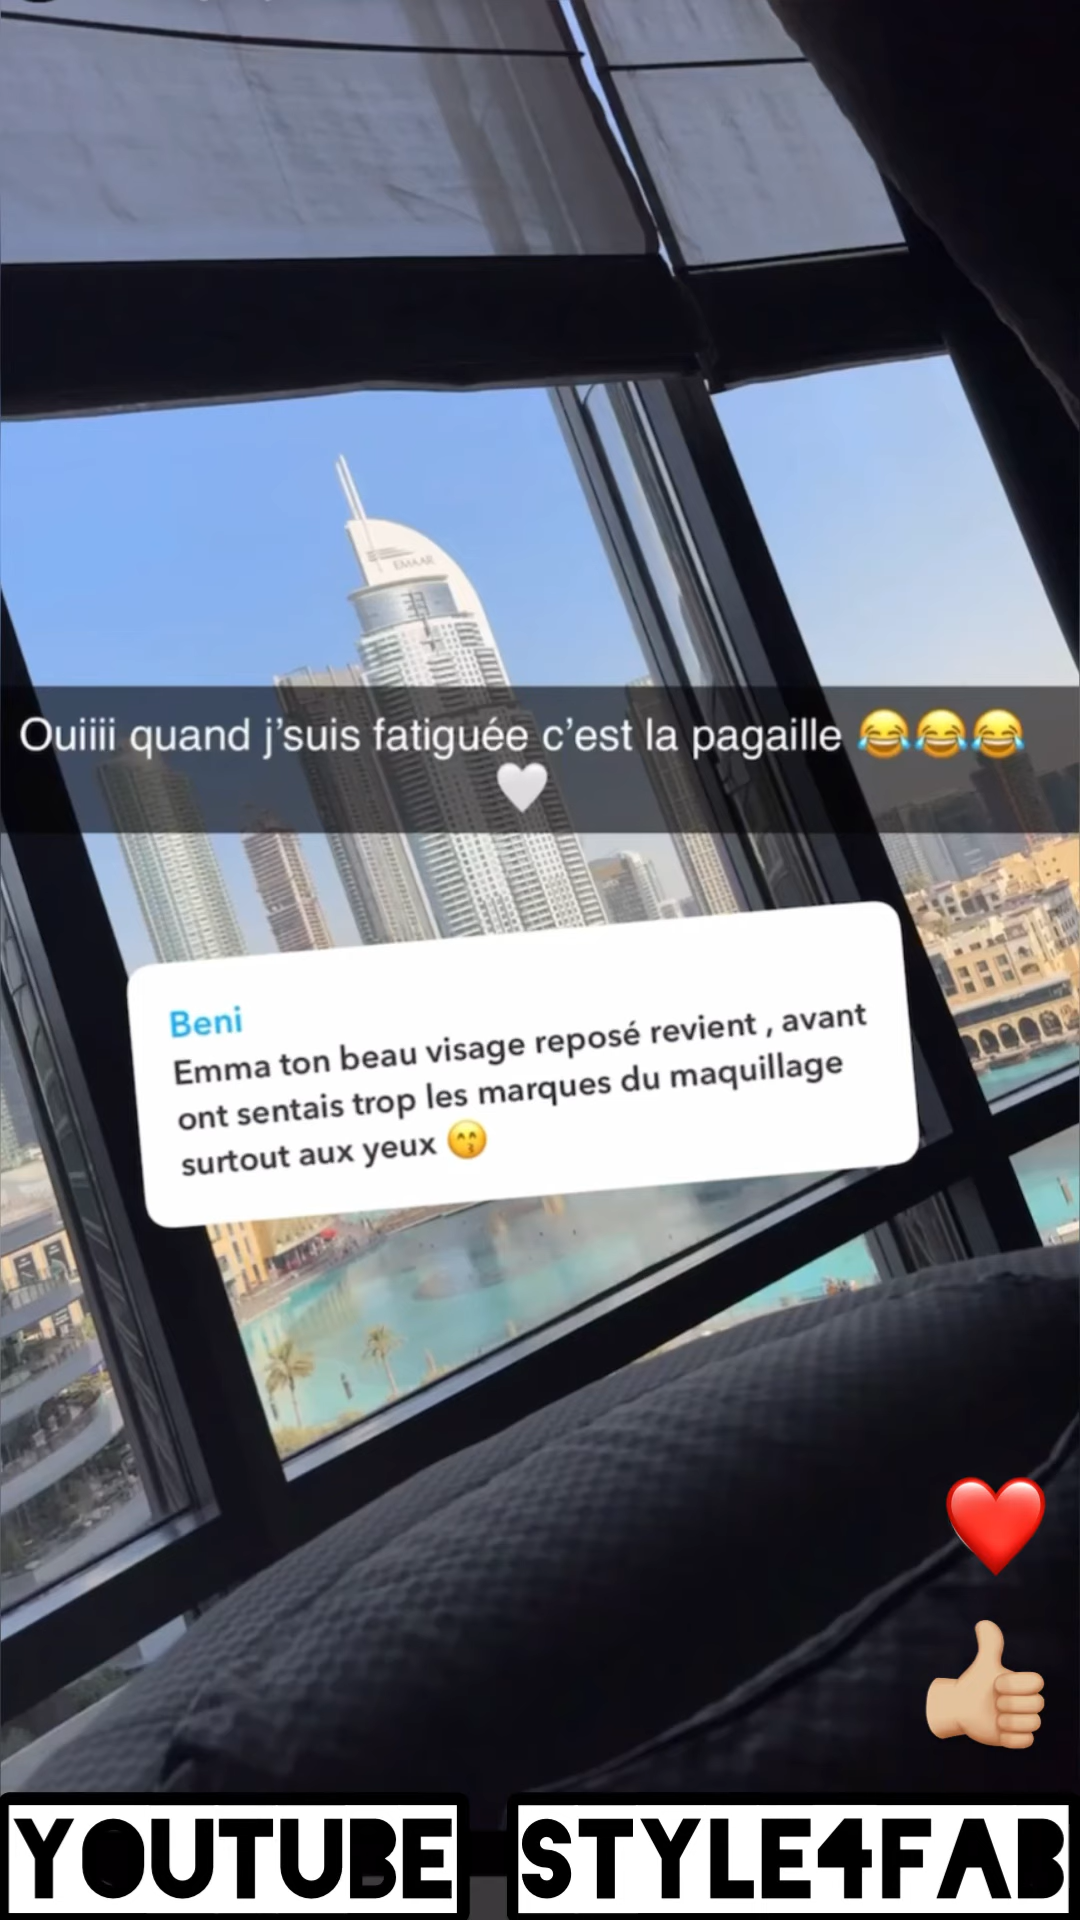 EMAAR
Ouiiii quand j’suis fatiguée c’est la pagaille 😂😂😂
🤍
Beni
Emma ton beau visage reposé revient , avant
ont sentais trop les marques du maquillage
surtout aux yeux 😙
YOUTUBE STYLE4FAB